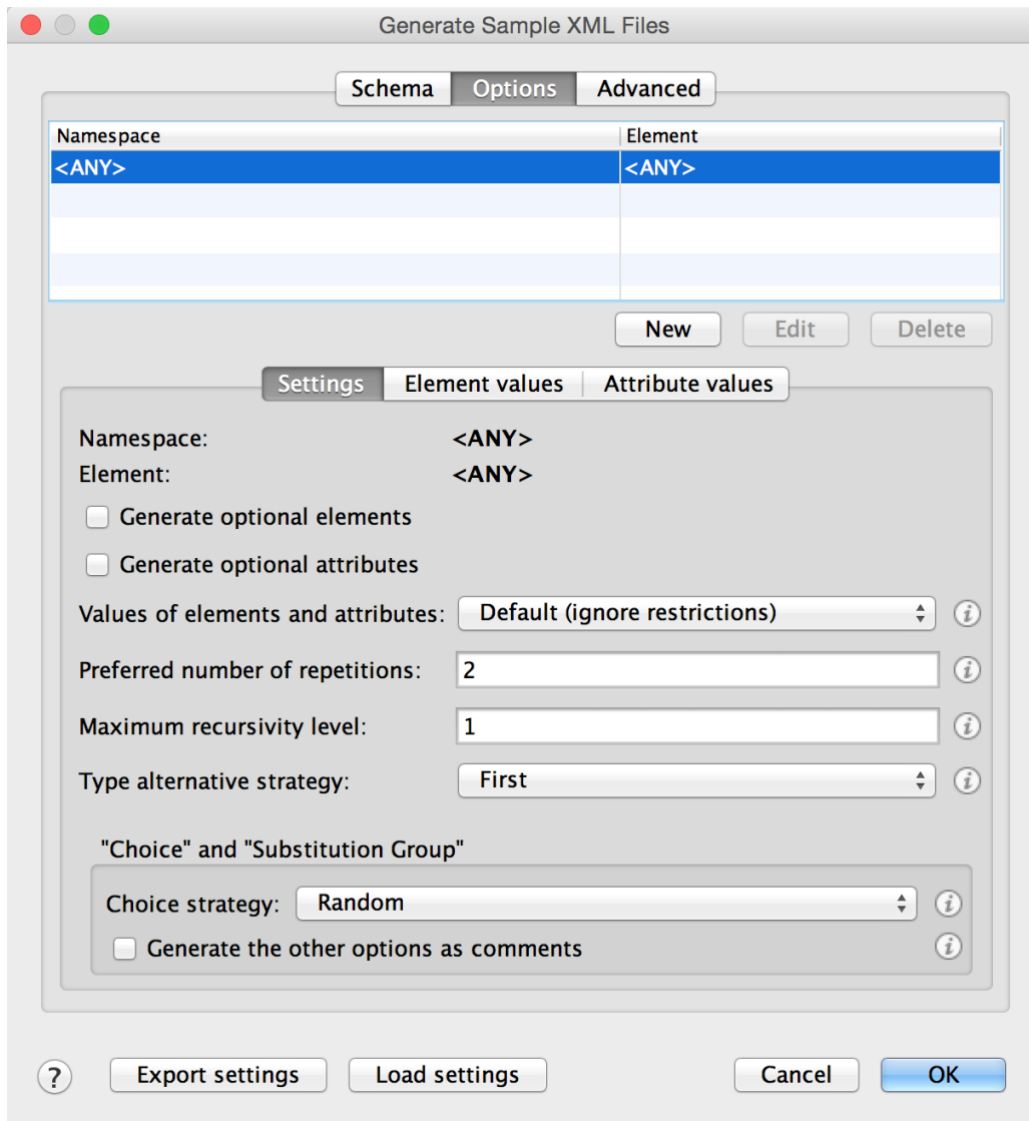 Generate Sample XML Files
Schema Options Advanced
Namespace Element
<ANY> <ANY>
New Edit Delete
Settings Element values Attribute values
Namespace: <ANY>
Element: <ANY>
Generate optional elements
Generate optional attributes
Values of elements and attributes: Default (ignore restrictions)
Preferred number of repetitions: 2
Maximum recursivity level: 1
Type alternative strategy: First
"Choice" and "Substitution Group"
Choice strategy: Random
Generate the other options as comments
? Export settings Load settings Cancel OK